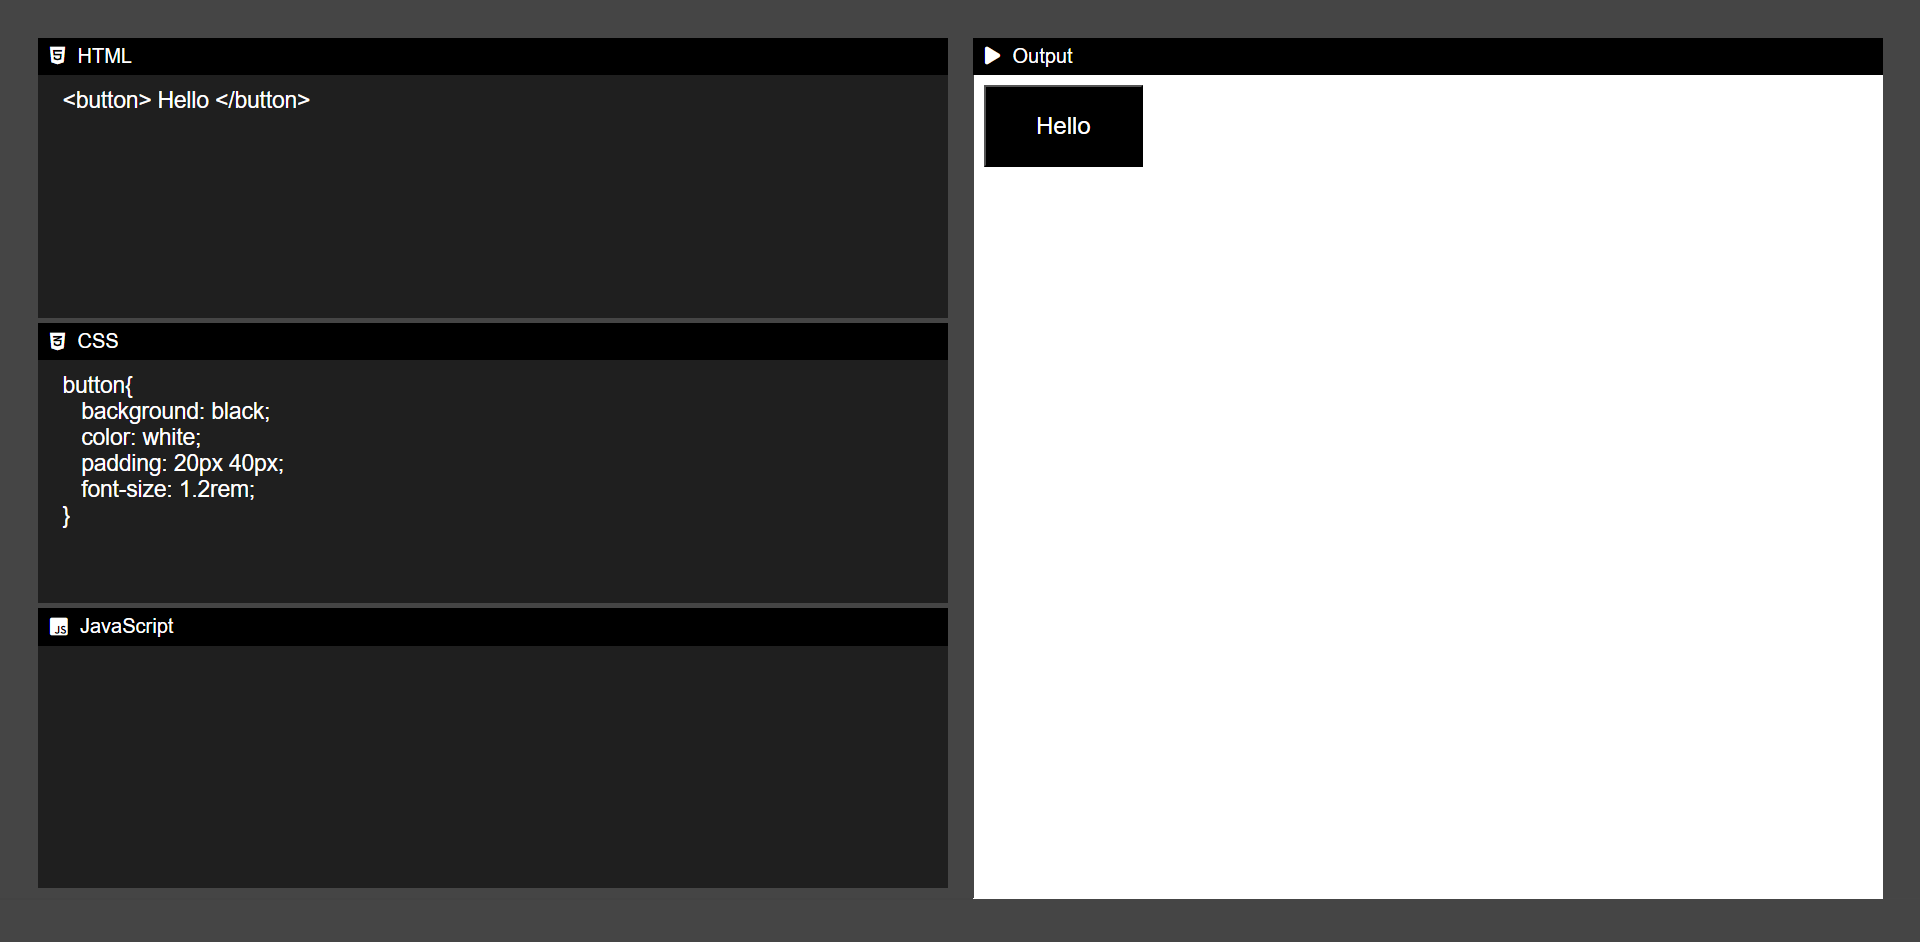 HTML
<button> Hello </button>
CSS
button{
background: black;
color: white;
padding: 20px 40px;
font-size: 1.2rem;
}
JS JavaScript
Output
Hello